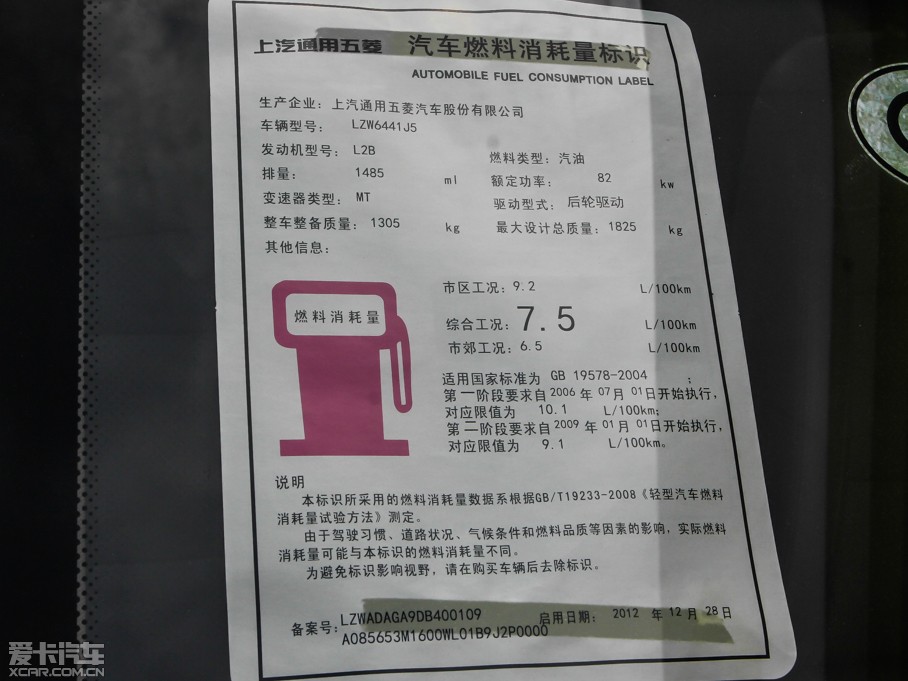 上汽通用五菱 汽车燃料消耗量标识
AUTOMOBILE FUEL CONSUMPTION LABEL
生产企业: 上汽通用五菱汽车股份有限公司
车辆型号: LZW6441J5
发动机型号: L2B 燃料类型: 汽油
排量: 1485 ml 额定功率: 82 kw
变速器类型: MT 驱动型式: 后轮驱动
整车整备质量: 1305 kg 最大设计总质量: 1825 kg
其他信息:
燃料消耗量
市区工况: 9.2 L/100km
综合工况: 7.5 L/100km
市郊工况: 6.5 L/100km
适用国家标准为 GB 19578-2004 ;
第一阶段要求自2006 年 07月 01日开始执行,
对应限值为 10.1 L/100km;
第二阶段要求自2009 年 01月 01日开始执行,
对应限值为 9.1 L/100km。
说明
本标识所采用的燃料消耗量数据系根据GB/T19233-2008《轻型汽车燃料
消耗量试验方法》测定。
由于驾驶习惯、道路状况、气候条件和燃料品质等因素的影响,实际燃料
消耗量可能与本标识的燃料消耗量不同。
为避免标识影响视野,请在购买车辆后去除标识。
备案号: LZWADAGA9DB400109 启用日期: 2012 年 12 月 28 日
A085653M1600WL01B9J2P0000
爱卡汽车
XCAR.COM.CN